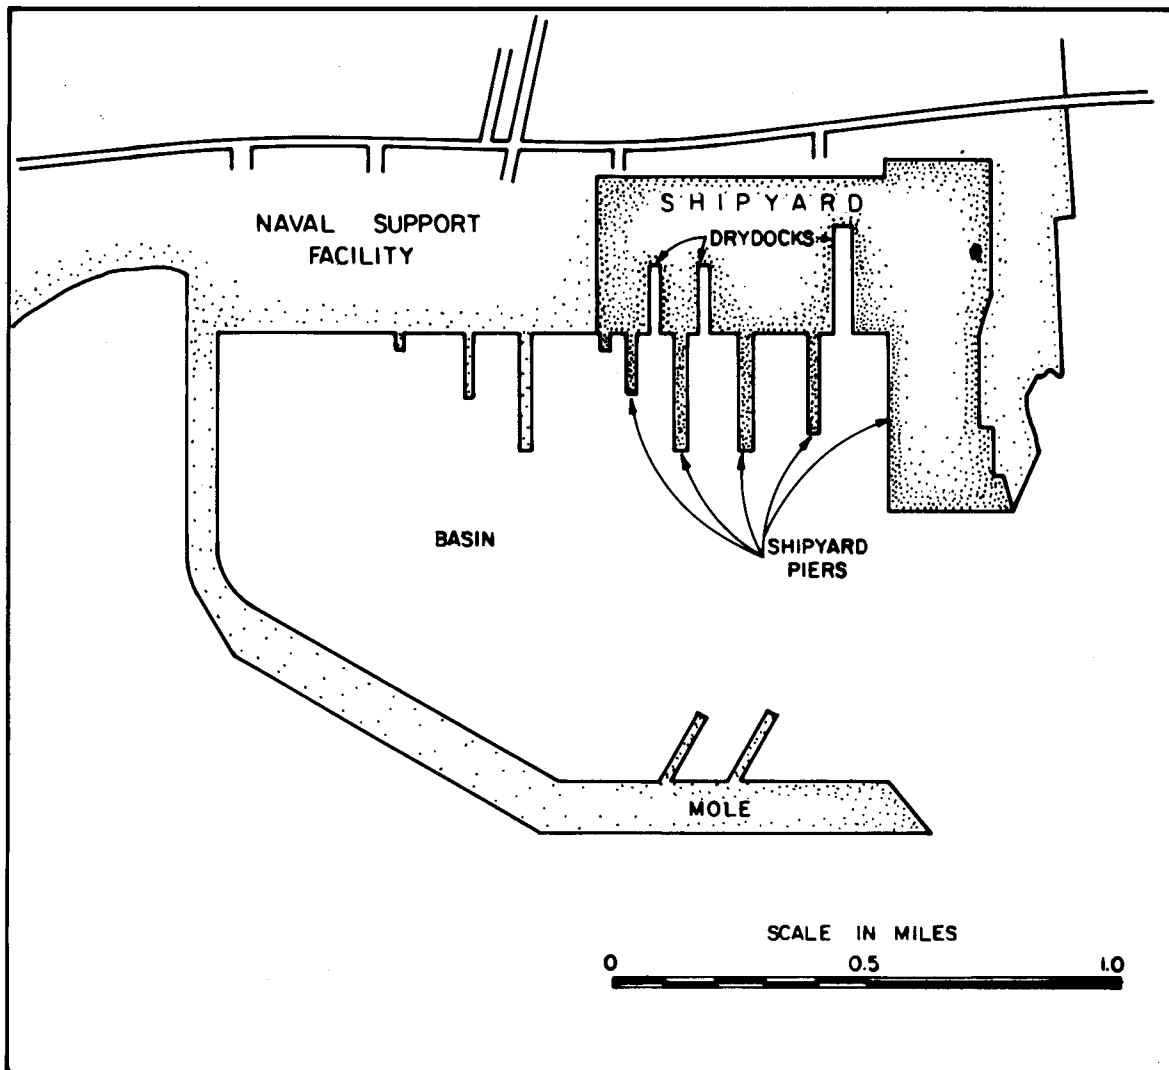 SHIPYARD
NAVAL SUPPORT
FACILITY
DRYDOCKS
BASIN
SHIPYARD
PIERS
MOLE
SCALE IN MILES
0 0.5 1.0